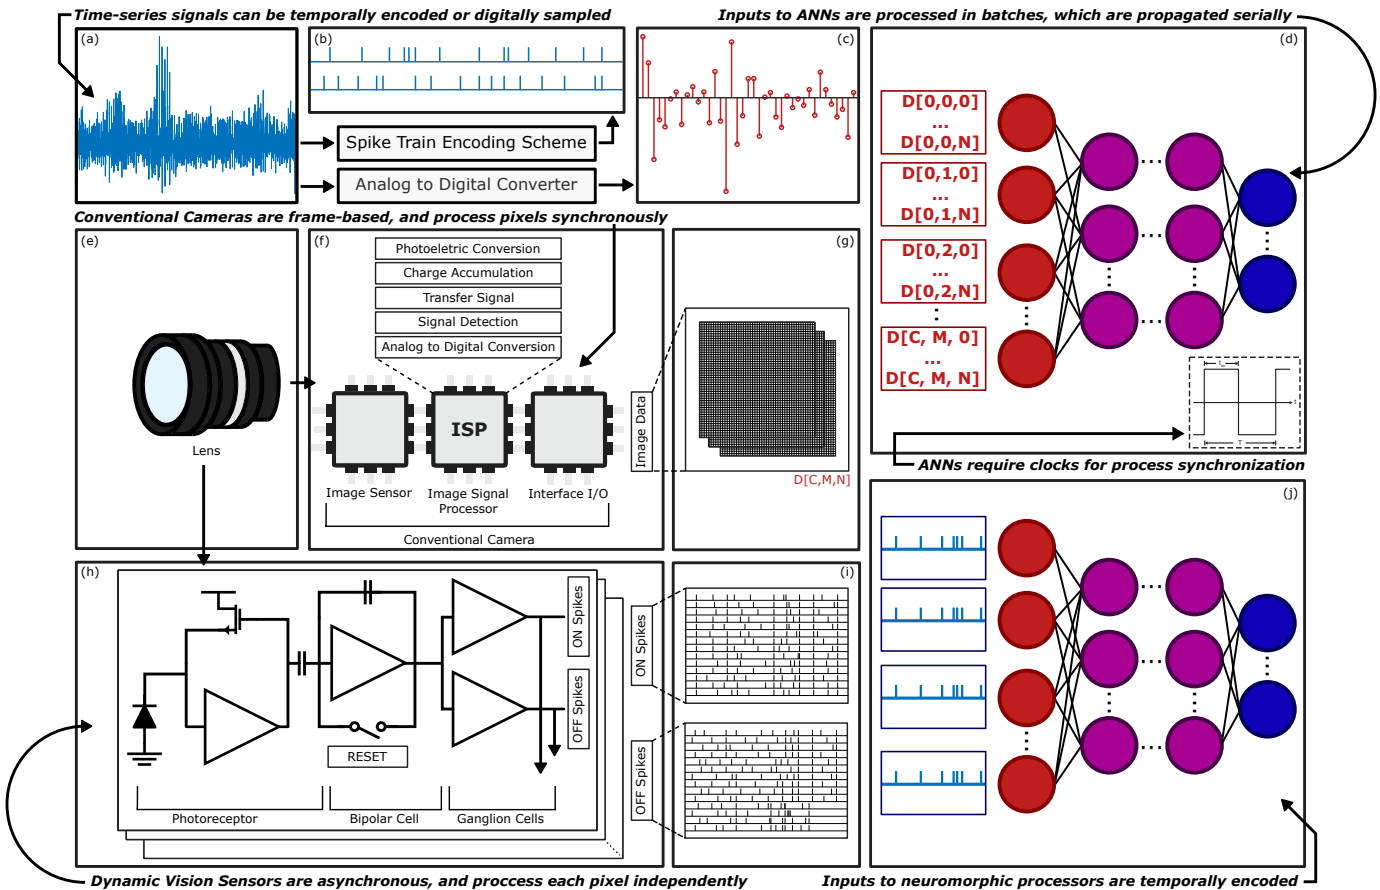 Time-series signals can be temporally encoded or digitally sampled
Inputs to ANNs are processed in batches, which are propagated serially
(a)
(b)
(c)
(d)
Spike Train Encoding Scheme
Analog to Digital Converter
D[0,0,0]
...
D[0,0,N]
D[0,1,0]
...
D[0,1,N]
D[0,2,0]
...
D[0,2,N]
D[C, M, 0]
...
D[C, M, N]
T
t
ANNs require clocks for process synchronization
Conventional Cameras are frame-based, and process pixels synchronously
(e)
Lens
(f)
Photoeletric Conversion
Charge Accumulation
Transfer Signal
Signal Detection
Analog to Digital Conversion
ISP
Image Sensor
Image Signal
Processor
Interface I/O
Conventional Camera
Image Data
(g)
D[C,M,N]
(h)
ON Spikes
OFF Spikes
RESET
Photoreceptor
Bipolar Cell
Ganglion Cells
ON Spikes
OFF Spikes
(i)
(j)
Dynamic Vision Sensors are asynchronous, and proccess each pixel independently
Inputs to neuromorphic processors are temporally encoded